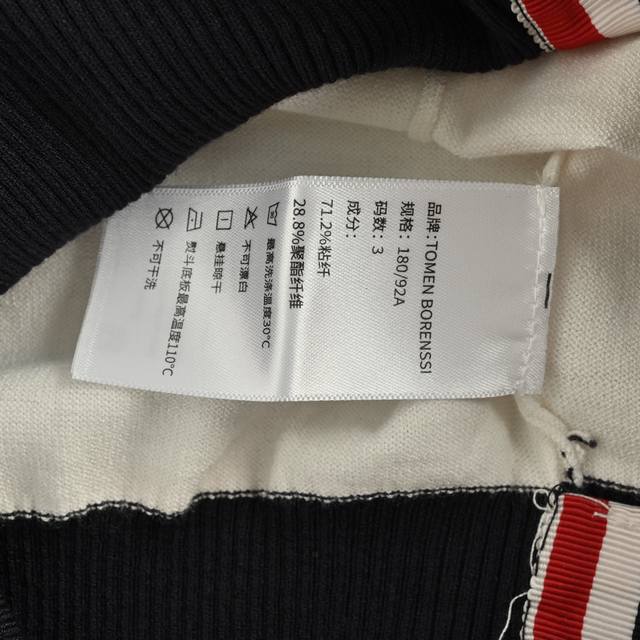 品牌:TOMEN BORENSSI
规格:180/92A
码数:3
成分:
71.2%粘纤
28.8%聚酯纤维
最高洗涤温度30°C
不可漂白
悬挂晾干
熨斗底板最高温度110°C
不可干洗